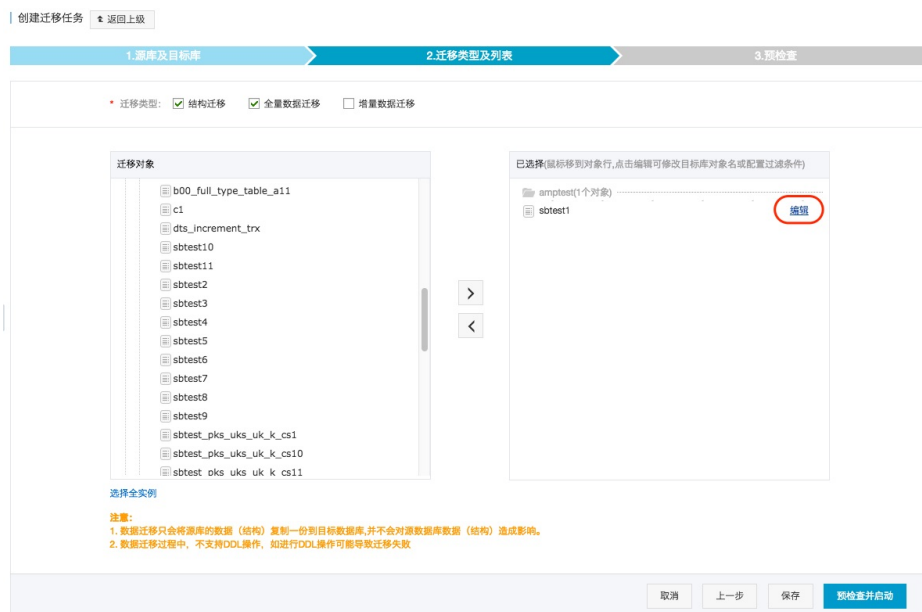 创建迁移任务 返回上级
1.源库及目标库 2.迁移类型及列表 3.预检查
* 迁移类型: 结构迁移 全量数据迁移 增量数据迁移
迁移对象
b00_full_type_table_a11
c1
dts_increment_trx
sbtest10
sbtest11
sbtest2
sbtest3
sbtest4
sbtest5
sbtest6
sbtest7
sbtest8
sbtest9
sbtest_pks_uks_uk_k_cs1
sbtest_pks_uks_uk_k_cs10
sbtest_pks_uks_uk_k_cs11
已选择(鼠标移到对象行,点击编辑可修改目标库对象名或配置过滤条件)
amptest(1个对象)
sbtest1 编辑
选择全实例
注意:
1. 数据迁移只会将源库的数据（结构）复制一份到目标数据库,并不会对源数据库数据（结构）造成影响。
2. 数据迁移过程中，不支持DDL操作，如进行DDL操作可能导致迁移失败
取消 上一步 保存 预检查并启动